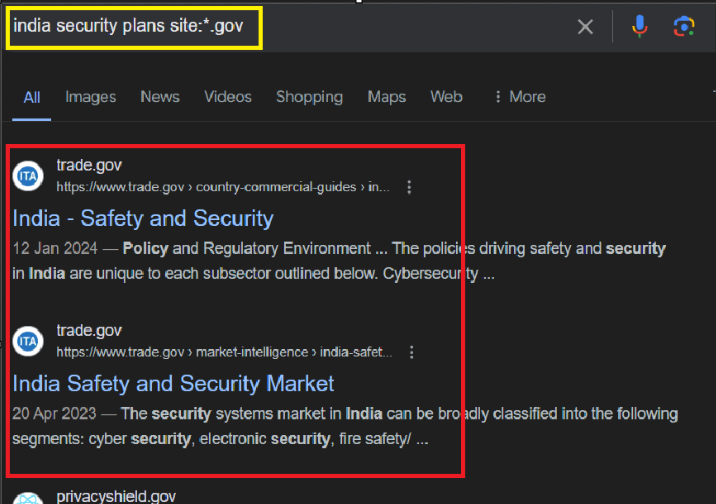 india security plans site:*.gov
All Images News Videos Shopping Maps Web More
ITA trade.gov
https://www.trade.gov › country-commercial-guides › in...
India - Safety and Security
12 Jan 2024 — Policy and Regulatory Environment ... The policies driving safety and security
in India are unique to each subsector outlined below. Cybersecurity ...
ITA trade.gov
https://www.trade.gov › market-intelligence › india-safet...
India Safety and Security Market
20 Apr 2023 — The security systems market in India can be broadly classified into the following
segments: cyber security, electronic security, fire safety/ ...
privacyshield.gov